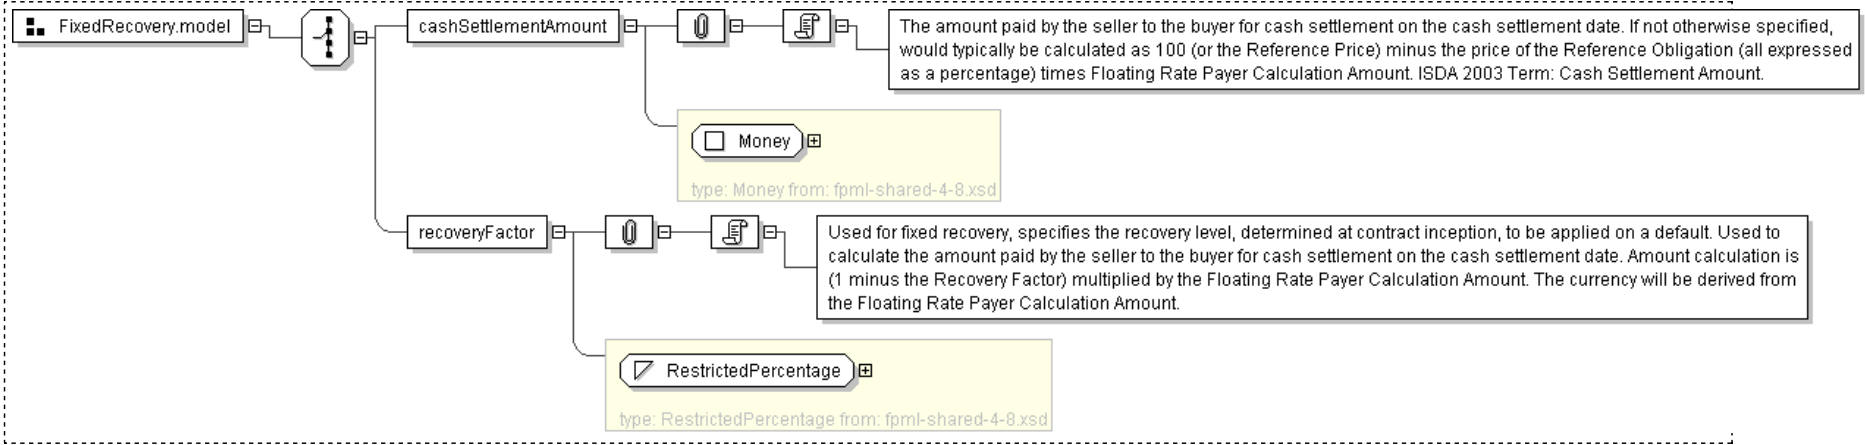 FixedRecovery.model
cashSettlementAmount
The amount paid by the seller to the buyer for cash settlement on the cash settlement date. If not otherwise specified,
would typically be calculated as 100 (or the Reference Price) minus the price of the Reference Obligation (all expressed
as a percentage) times Floating Rate Payer Calculation Amount. ISDA 2003 Term: Cash Settlement Amount.
Money
type: Money from: fpml-shared-4-8.xsd
recoveryFactor
Used for fixed recovery, specifies the recovery level, determined at contract inception, to be applied on a default. Used to
calculate the amount paid by the seller to the buyer for cash settlement on the cash settlement date. Amount calculation is
(1 minus the Recovery Factor) multiplied by the Floating Rate Payer Calculation Amount. The currency will be derived from
the Floating Rate Payer Calculation Amount.
RestrictedPercentage
type: RestrictedPercentage from: fpml-shared-4-8.xsd